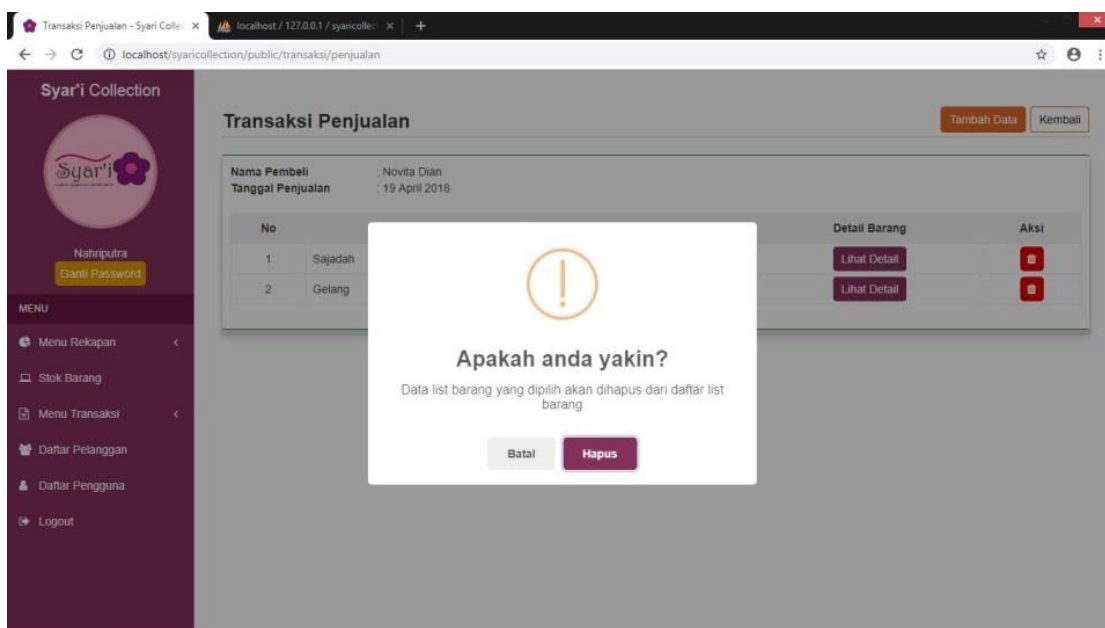 Transaksi Penjualan - Syari Colle
localhost / 127.0.0.1 / syaricollec
localhost/syaricollection/public/transaksi/penjualan
Syar'i Collection
Syar'i
Nahriputra
Ganti Password
MENU
Menu Rekapan
Stok Barang
Menu Transaksi
Daftar Pelanggan
Daftar Pengguna
Logout
Transaksi Penjualan
Tambah Data
Kembali
Nama Pembeli : Novita Dian
Tanggal Penjualan : 19 April 2018
No Detail Barang Aksi
1 Sajadah Lihat Detail
2 Gelang Lihat Detail
Apakah anda yakin?
Data list barang yang dipilih akan dihapus dari daftar list
barang
Batal
Hapus